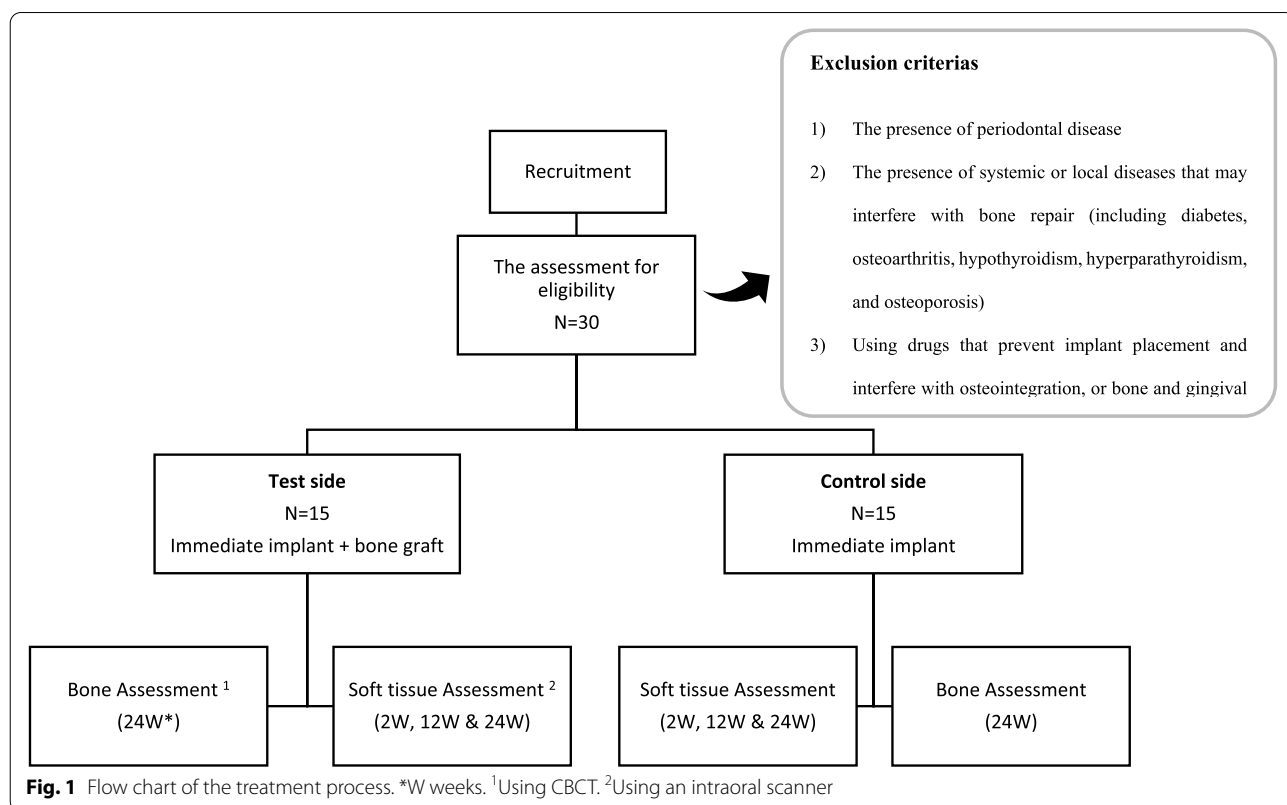 Exclusion criterias
1) The presence of periodontal disease
2) The presence of systemic or local diseases that may
interfere with bone repair (including diabetes,
osteoarthritis, hypothyroidism, hyperparathyroidism,
and osteoporosis)
3) Using drugs that prevent implant placement and
interfere with osteointegration, or bone and gingival
Recruitment
The assessment for
eligibility
N=30
Test side
N=15
Immediate implant + bone graft
Control side
N=15
Immediate implant
Bone Assessment ¹
(24W*)
Soft tissue Assessment ²
(2W, 12W & 24W)
Soft tissue Assessment
(2W, 12W & 24W)
Bone Assessment
(24W)
Fig. 1 Flow chart of the treatment process. *W weeks. ¹Using CBCT. ²Using an intraoral scanner